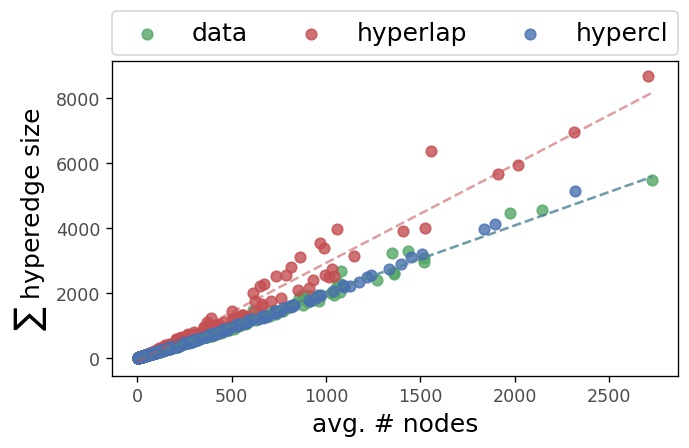 data hyperlap hypercl
∑ hyperedge size
8000
6000
4000
2000
0
0 500 1000 1500 2000 2500
avg. # nodes